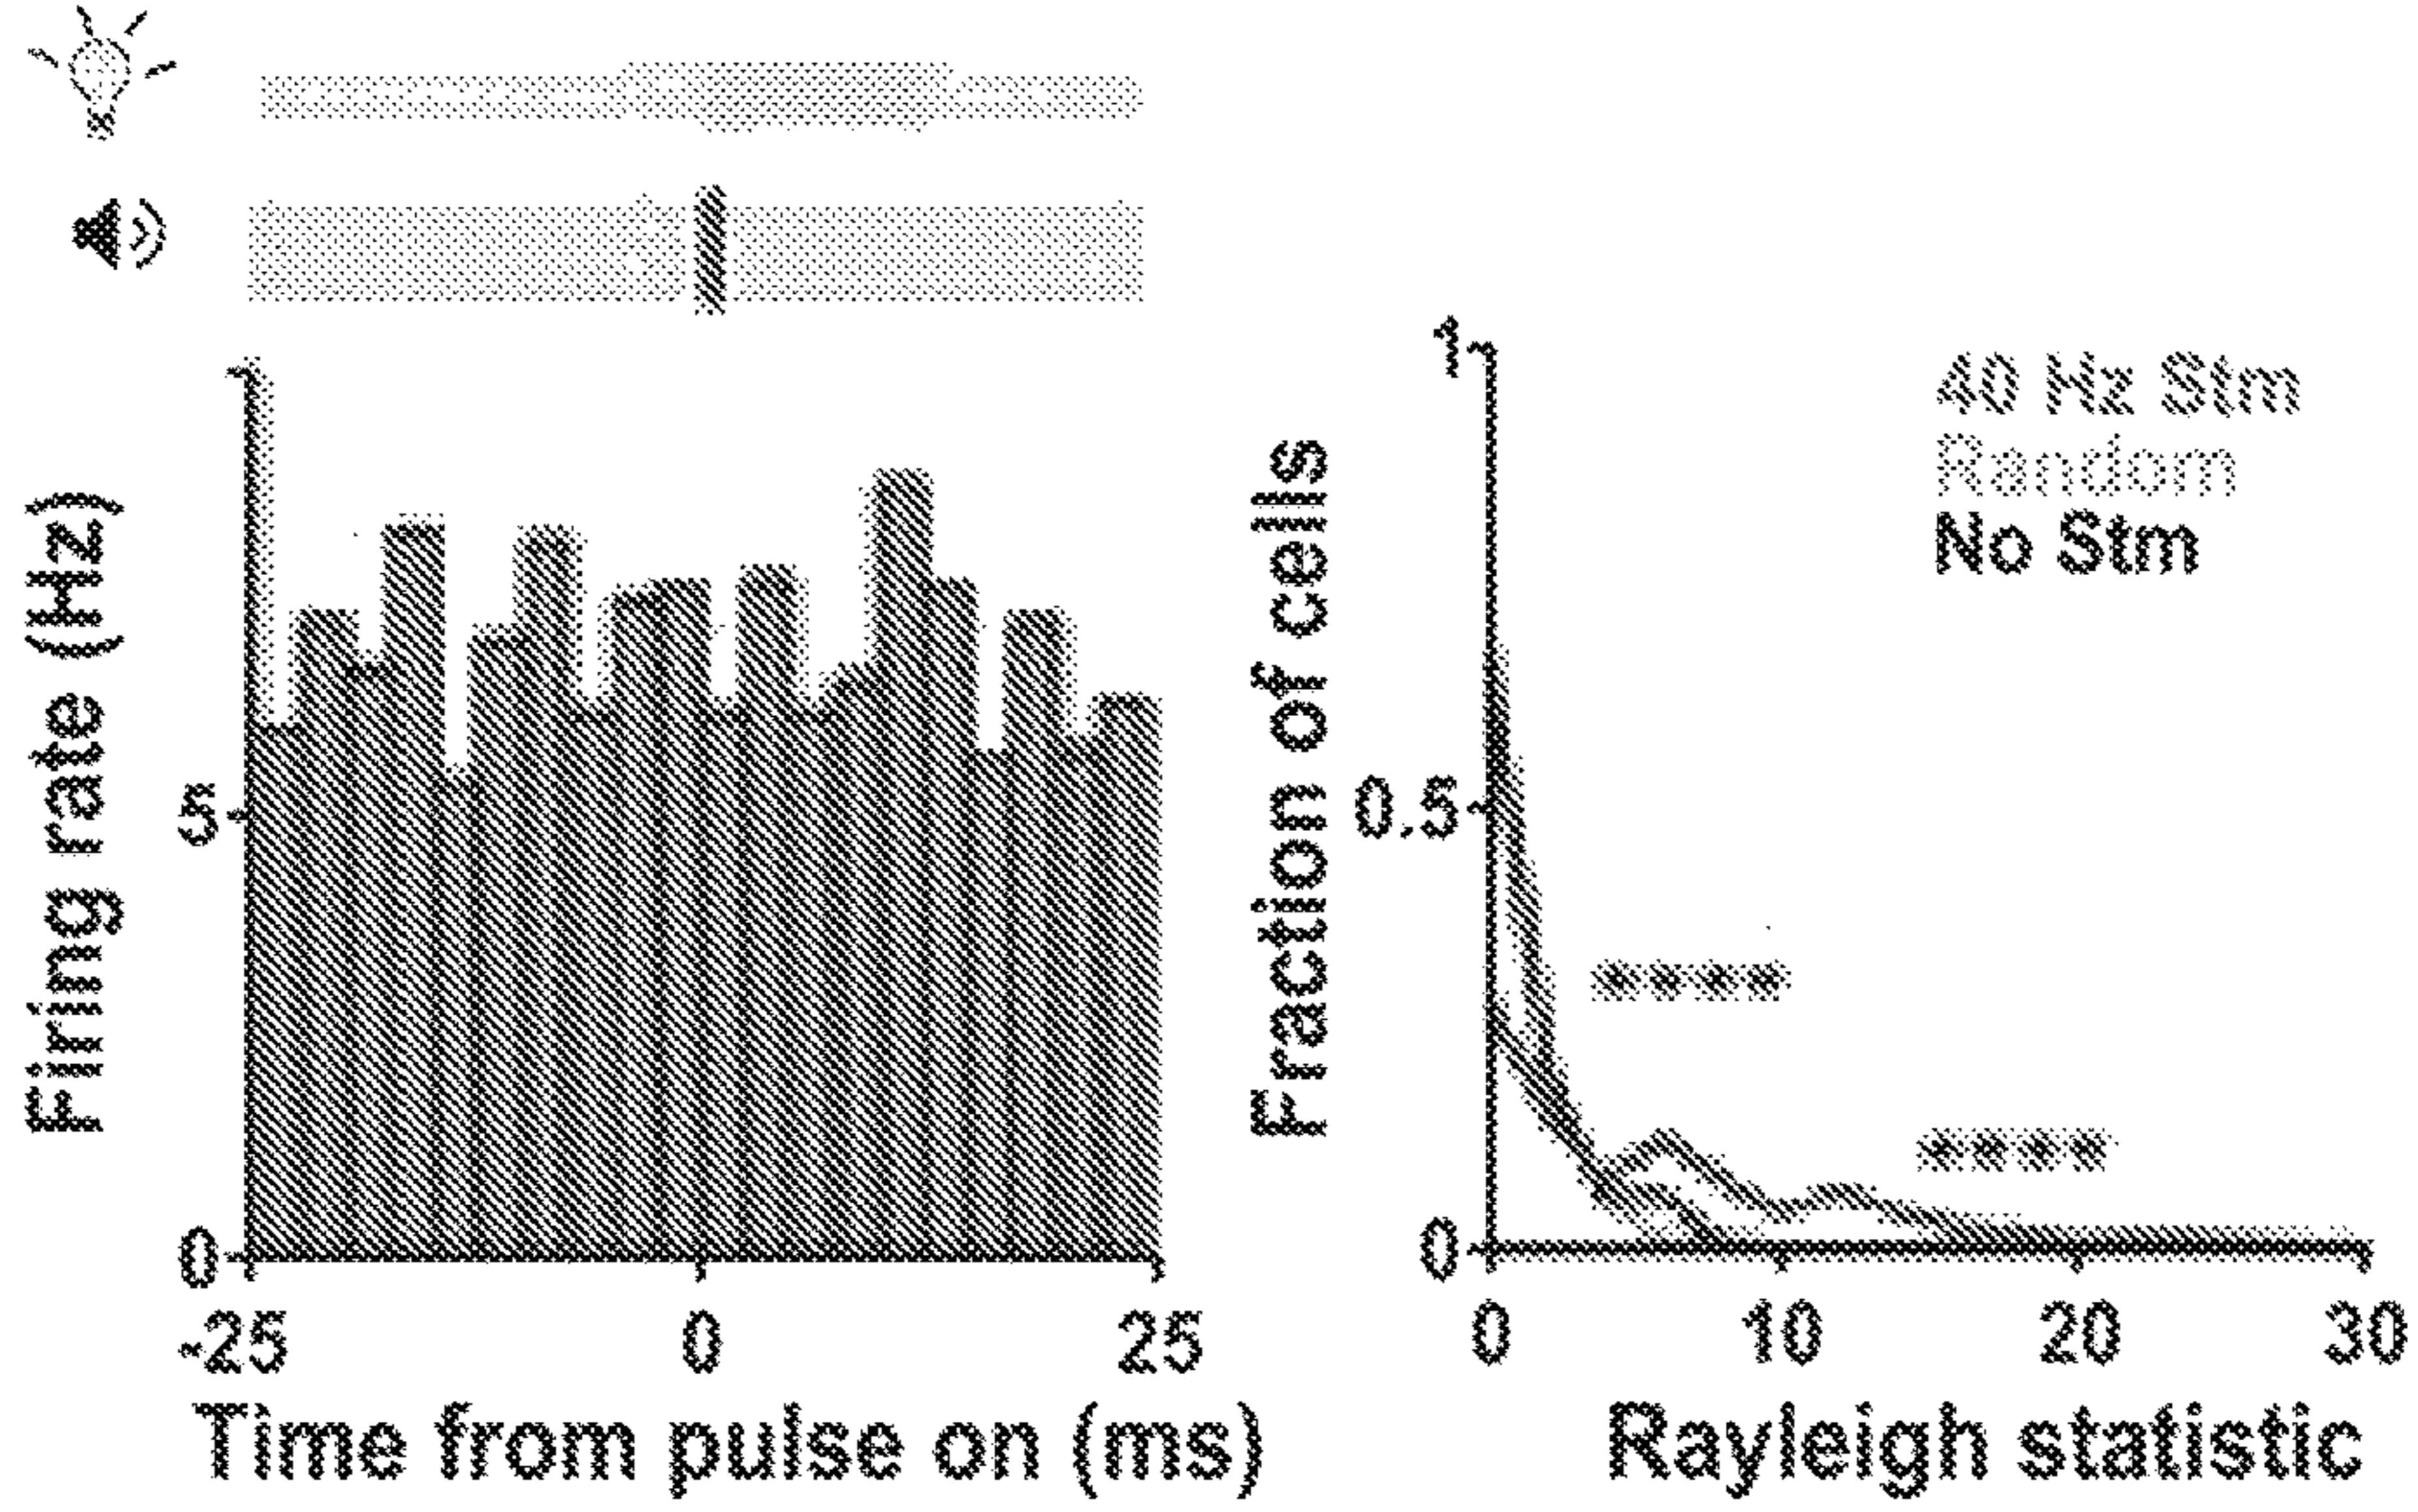 Firing rate (Hz)
5
0
-25 0 25
Time from pulse on (ms)
Fraction of cells
1
0.5
0
0 10 20 30
Rayleigh statistic
40 Hz Stm
Random
No Stm
****
****